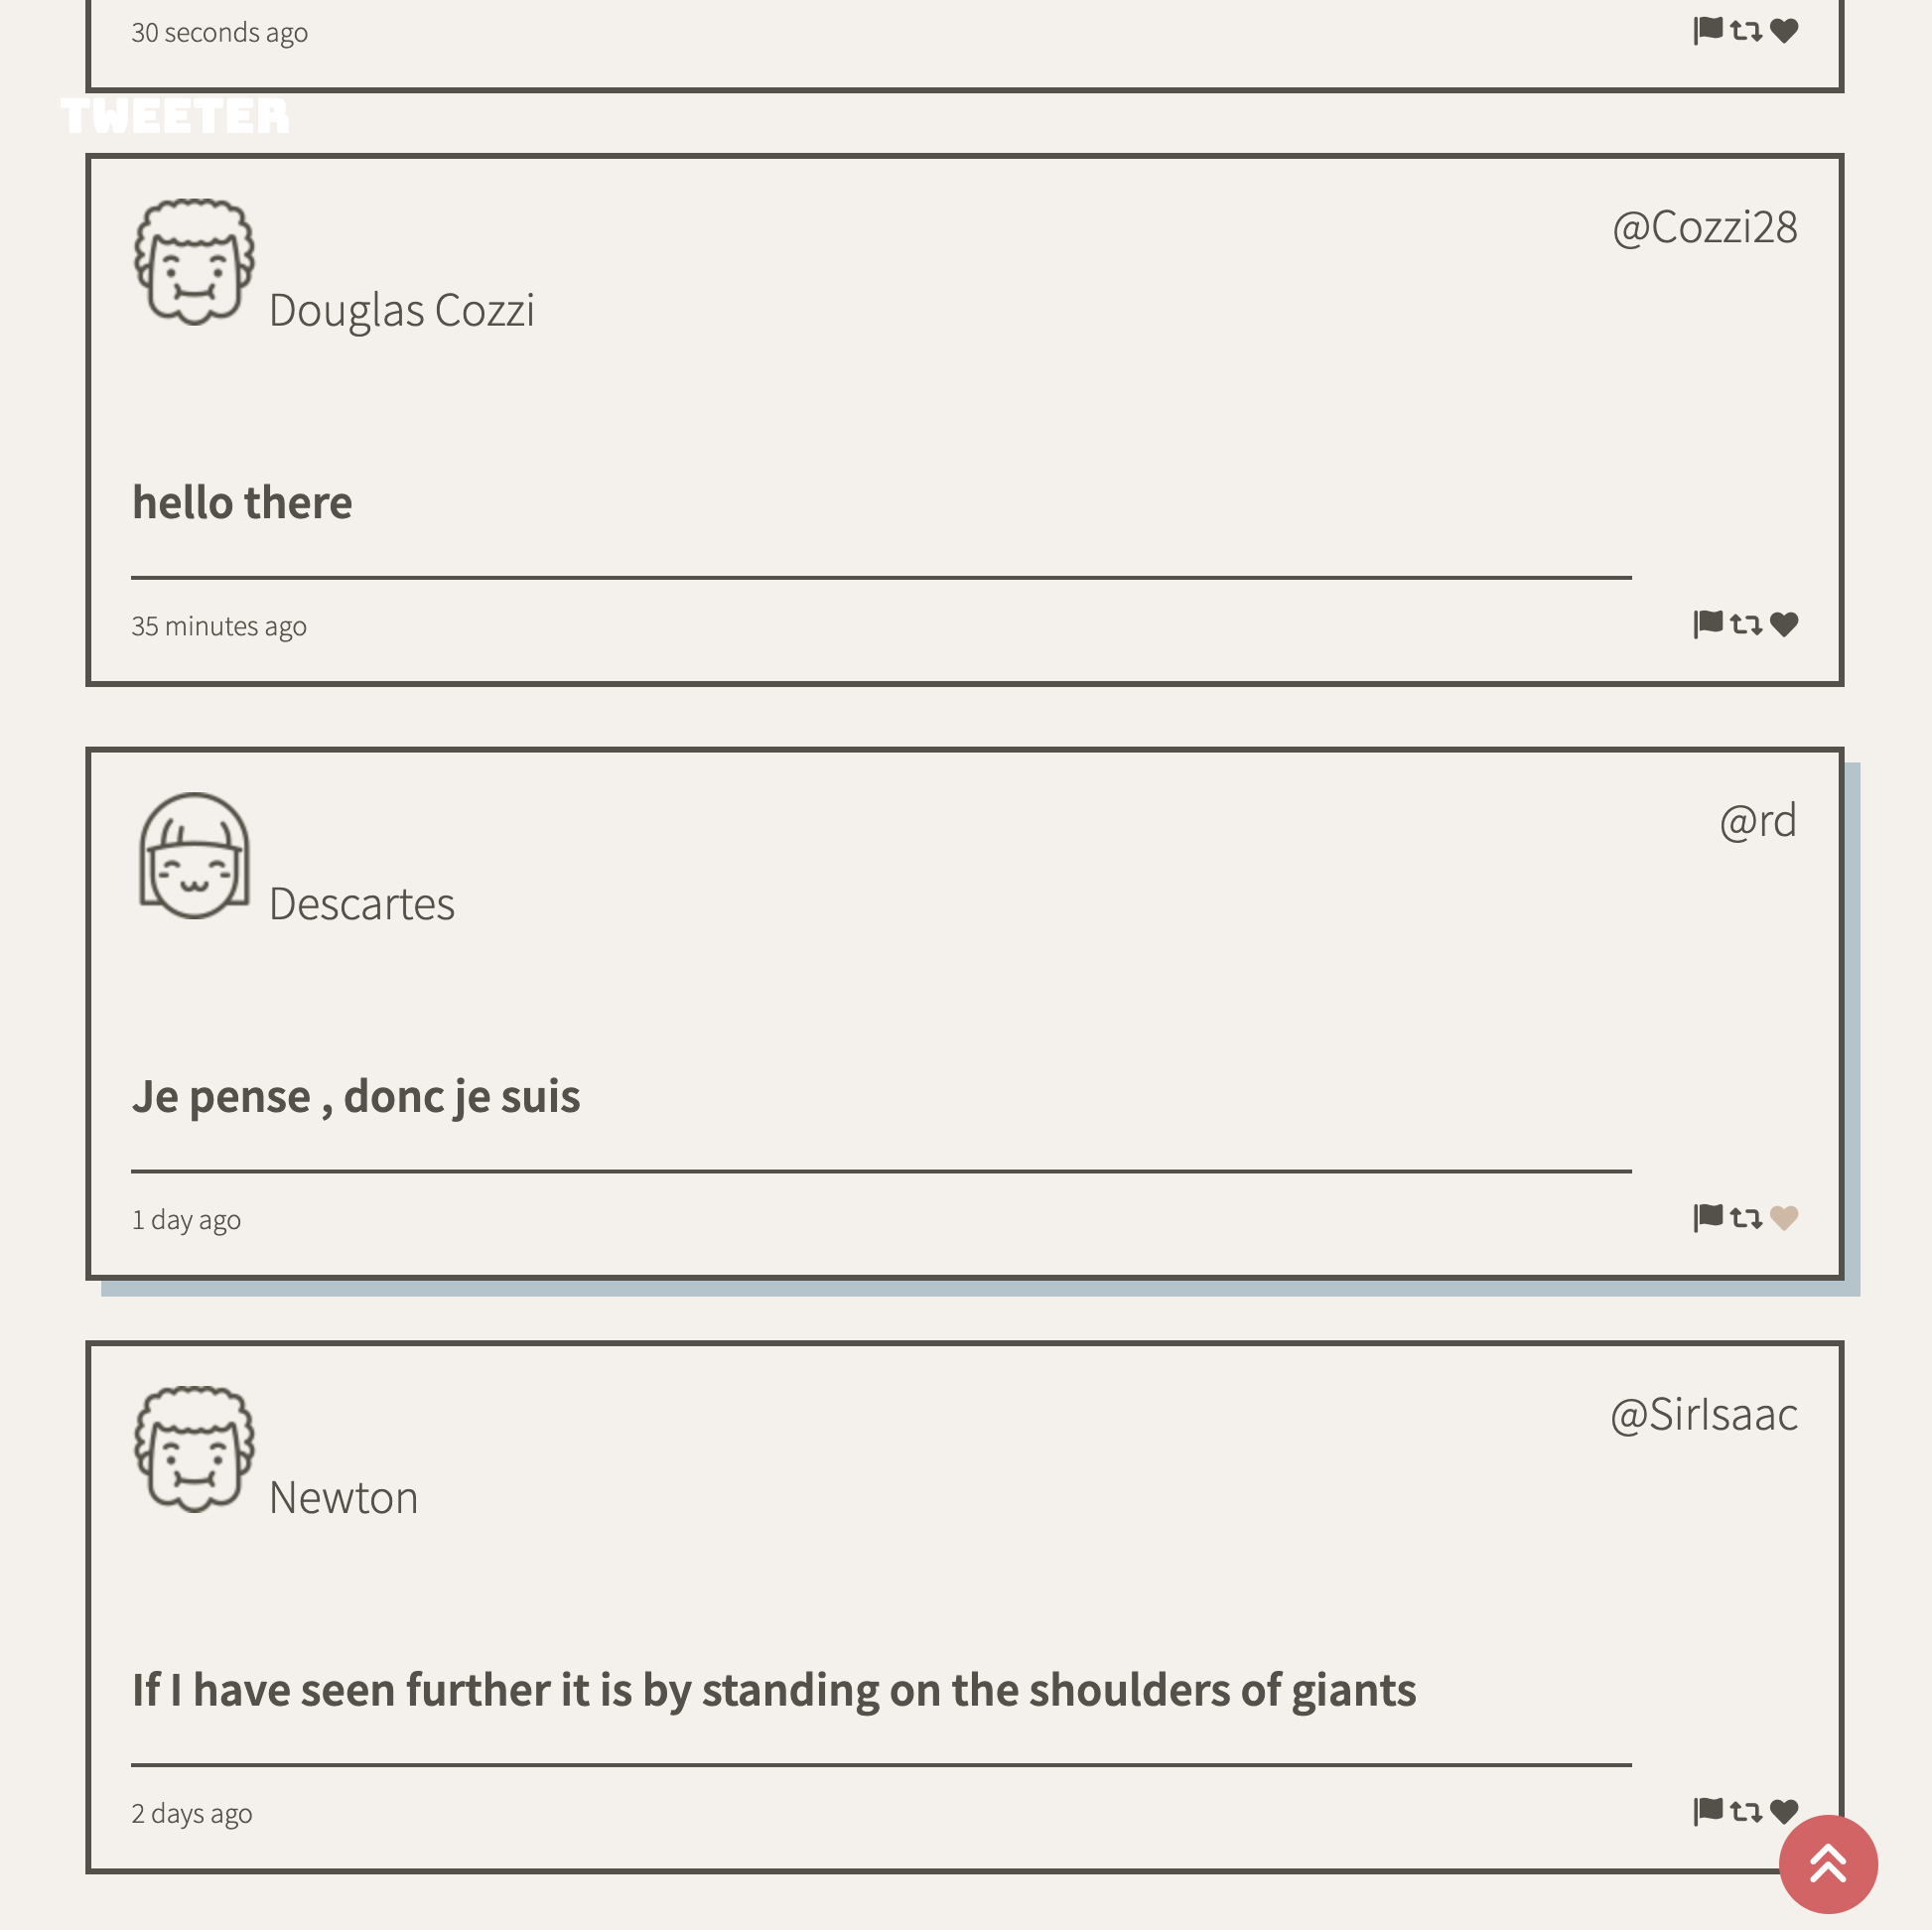 30 seconds ago
TWEETER
@Cozzi28
Douglas Cozzi
hello there
35 minutes ago
@rd
Descartes
Je pense , donc je suis
1 day ago
@SirIsaac
Newton
If I have seen further it is by standing on the shoulders of giants
2 days ago